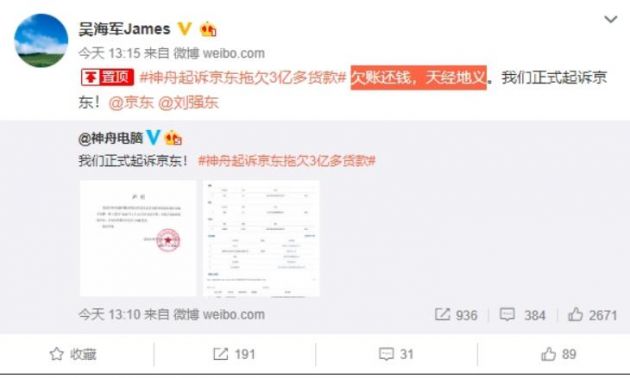 吴海军James
今天 13:15 来自 微博 weibo.com
置顶 #神舟起诉京东拖欠3亿多货款# 欠账还钱，天经地义。我们正式起诉京
东！@京东 @刘强东
@神舟电脑
我们正式起诉京东！ #神舟起诉京东拖欠3亿多货款#
声 明
今天 13:10 来自 微博 weibo.com
936 384 2671
收藏 191 31 89